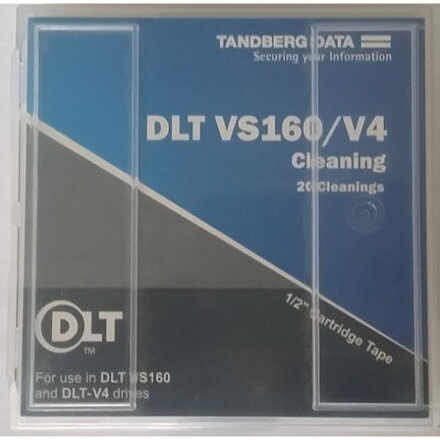 TANDBERG DATA
Securing your Information
DLT VS160/V4
Cleaning
20 Cleanings
1/2" Cartridge Tape
DLT
TM
For use in DLT VS160
and DLT-V4 drives